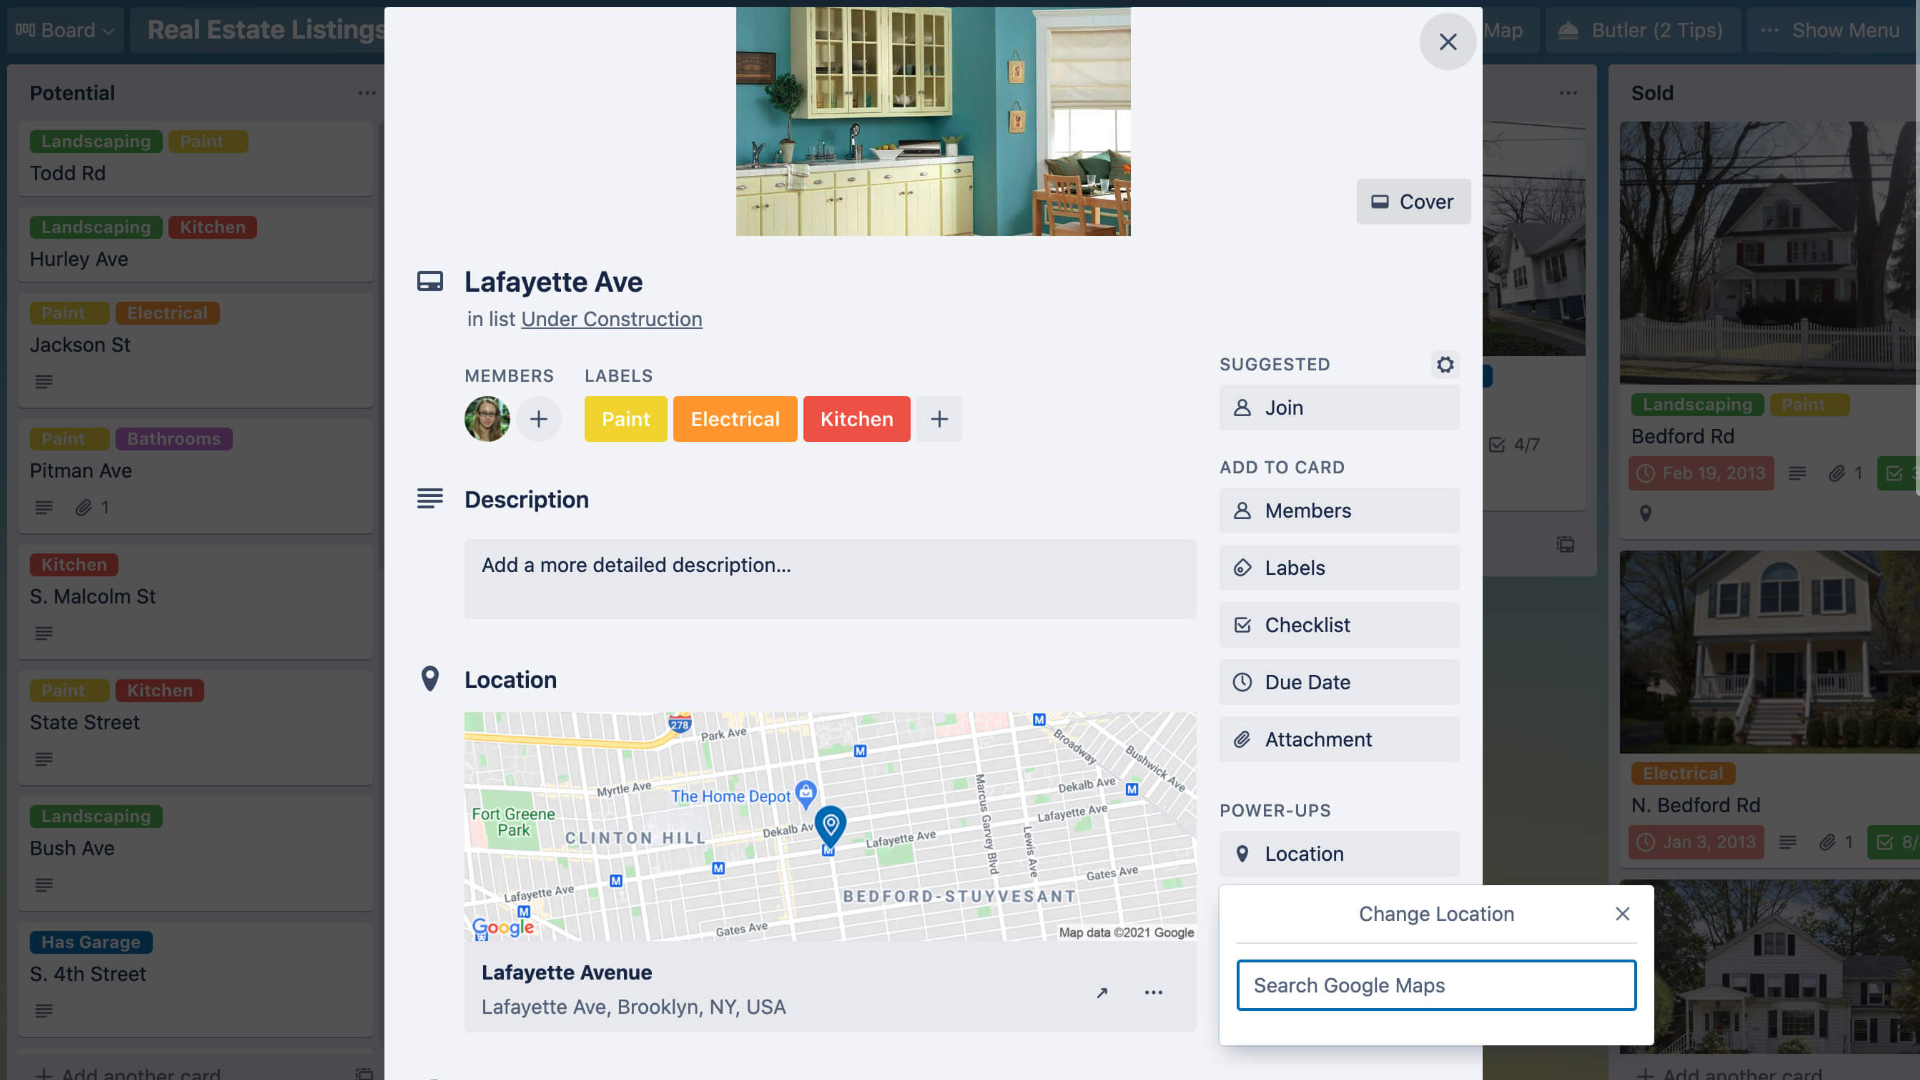 Board
Real Estate Listings
Map
Butler (2 Tips)
Show Menu
Potential
Landscaping Paint
Todd Rd
Landscaping Kitchen
Hurley Ave
Paint Electrical
Jackson St
Paint Bathrooms
Pitman Ave
1
Kitchen
S. Malcolm St
Paint Kitchen
State Street
Landscaping
Bush Ave
Has Garage
S. 4th Street
Add another card
Cover
Lafayette Ave
in list Under Construction
MEMBERS
LABELS
Paint Electrical Kitchen
Description
Add a more detailed description...
Location
278
Park Ave
Broadway
Bushwick Ave
Myrtle Ave
The Home Depot
Marcus Garvey Blvd
Dekalb Ave
Fort Greene
Park
CLINTON HILL
Dekalb Av
Lafayette Ave
Lafayette Ave
Lewis Ave
Gates Ave
Lafayette Ave
BEDFORD-STUYVESANT
Gates Ave
Google
Map data ©2021 Google
Lafayette Avenue
Lafayette Ave, Brooklyn, NY, USA
SUGGESTED
Join
ADD TO CARD
Members
Labels
Checklist
Due Date
Attachment
POWER-UPS
Location
Change Location
Search Google Maps
4/7
Sold
Landscaping Paint
Bedford Rd
Feb 19, 2013
1
Electrical
N. Bedford Rd
Jan 3, 2013
1
8/
Add another card